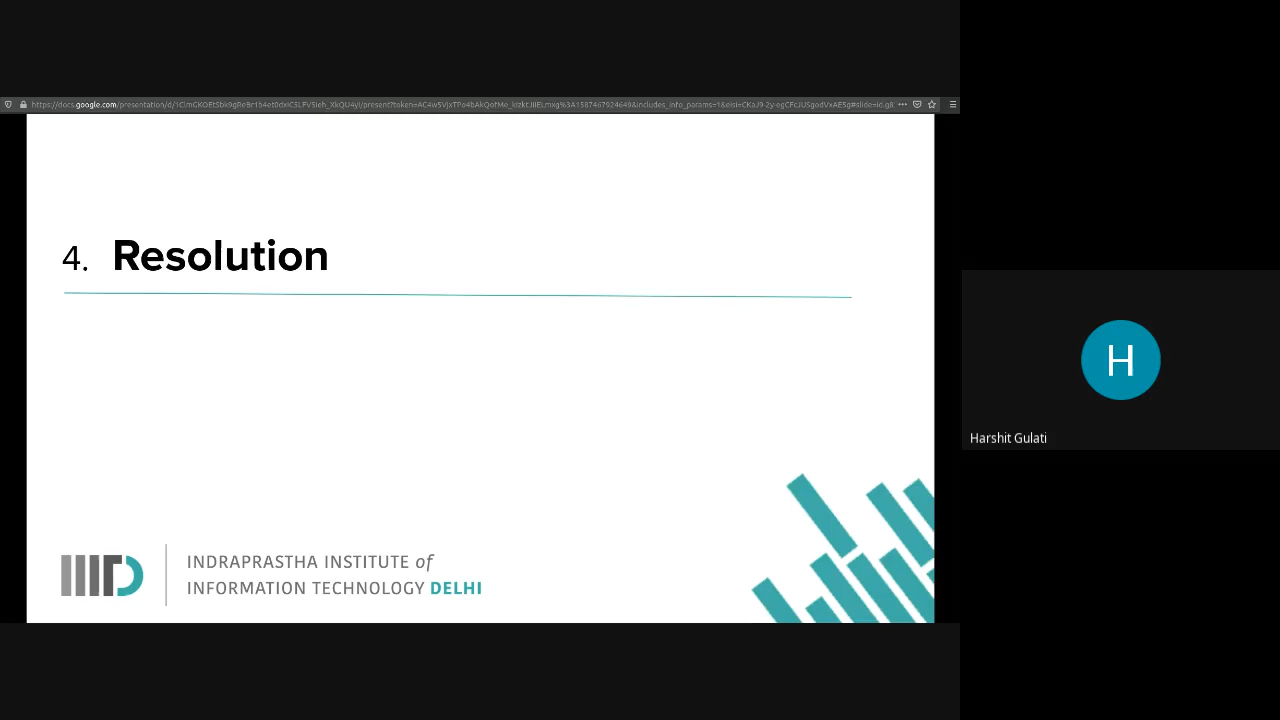 4. Resolution
INDRAPRASTHA INSTITUTE of
INFORMATION TECHNOLOGY DELHI
H
Harshit Gulati